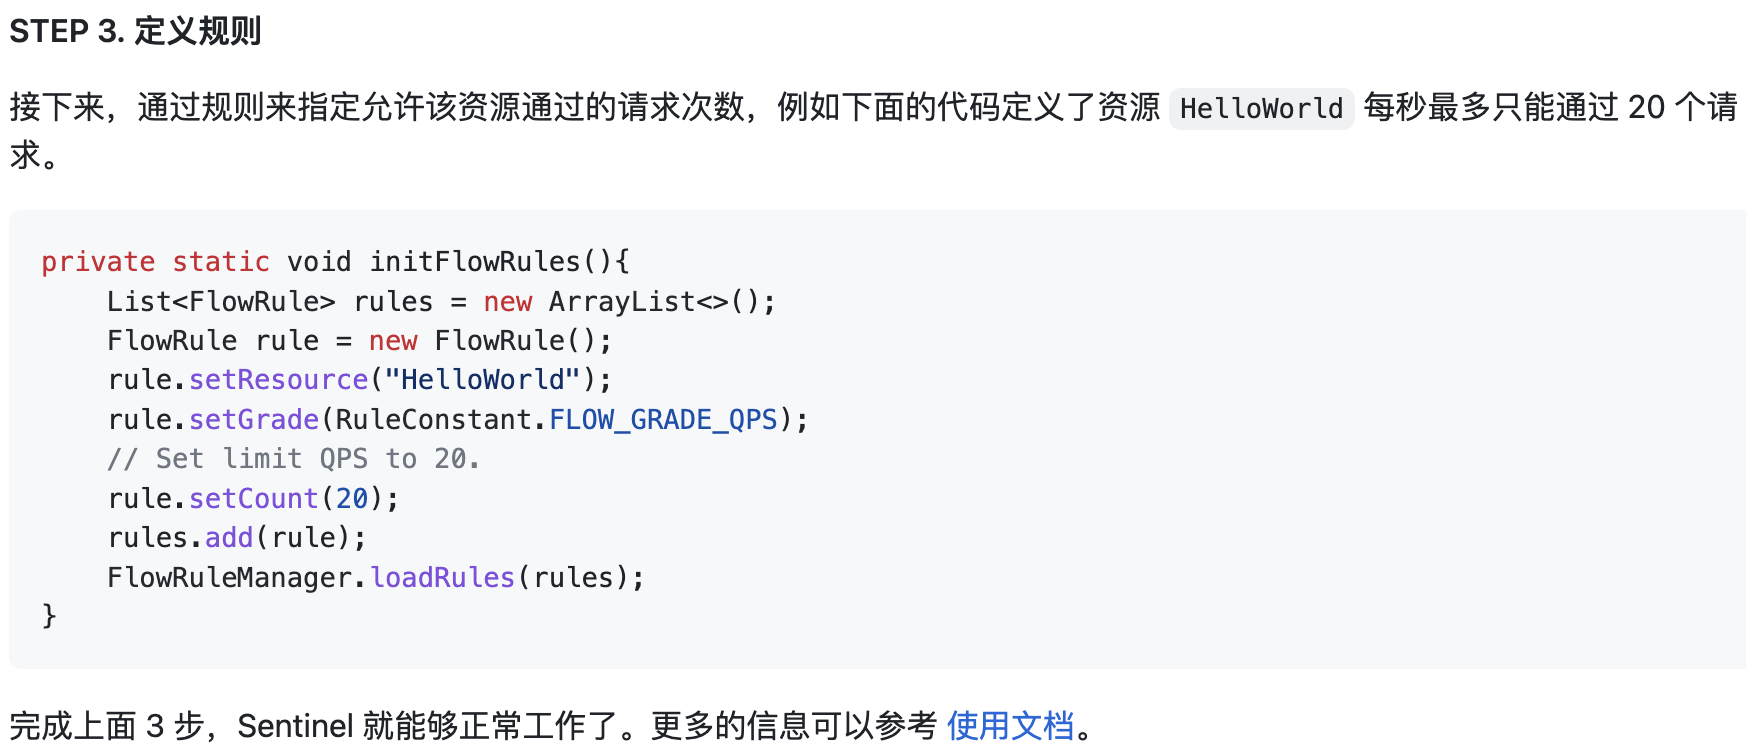 STEP 3. 定义规则
接下来，通过规则来指定允许该资源通过的请求次数，例如下面的代码定义了资源 HelloWorld 每秒最多只能通过 20 个请
求。
private static void initFlowRules(){
    List<FlowRule> rules = new ArrayList<>();
    FlowRule rule = new FlowRule();
    rule.setResource("HelloWorld");
    rule.setGrade(RuleConstant.FLOW_GRADE_QPS);
    // Set limit QPS to 20.
    rule.setCount(20);
    rules.add(rule);
    FlowRuleManager.loadRules(rules);
}
完成上面 3 步，Sentinel 就能够正常工作了。更多的信息可以参考 使用文档。